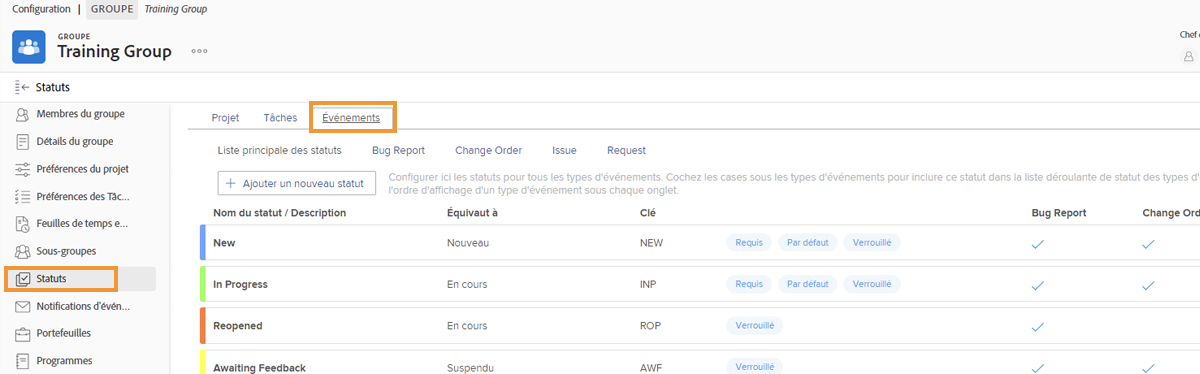 Configuration | GROUPE Training Group
GROUPE
Training Group
Chef
Statuts
Membres du groupe
Détails du groupe
Préférences du projet
Préférences des Tâc...
Feuilles de temps e...
Sous-groupes
Statuts
Notifications d'évén...
Portefeuilles
Programmes
Projet Tâches Événements
Liste principale des statuts Bug Report Change Order Issue Request
+ Ajouter un nouveau statut
Configurer ici les statuts pour tous les types d'événements. Cochez les cases sous les types d'événements pour inclure ce statut dans la liste déroulante de statut des types d'
l'ordre d'affichage d'un type d'événement sous chaque onglet.
Nom du statut / Description Équivaut à Clé Bug Report Change Ord
New Nouveau NEW Requis Par défaut Verrouillé
In Progress En cours INP Requis Par défaut Verrouillé
Reopened En cours ROP Verrouillé
Awaiting Feedback Suspendu AWF Verrouillé